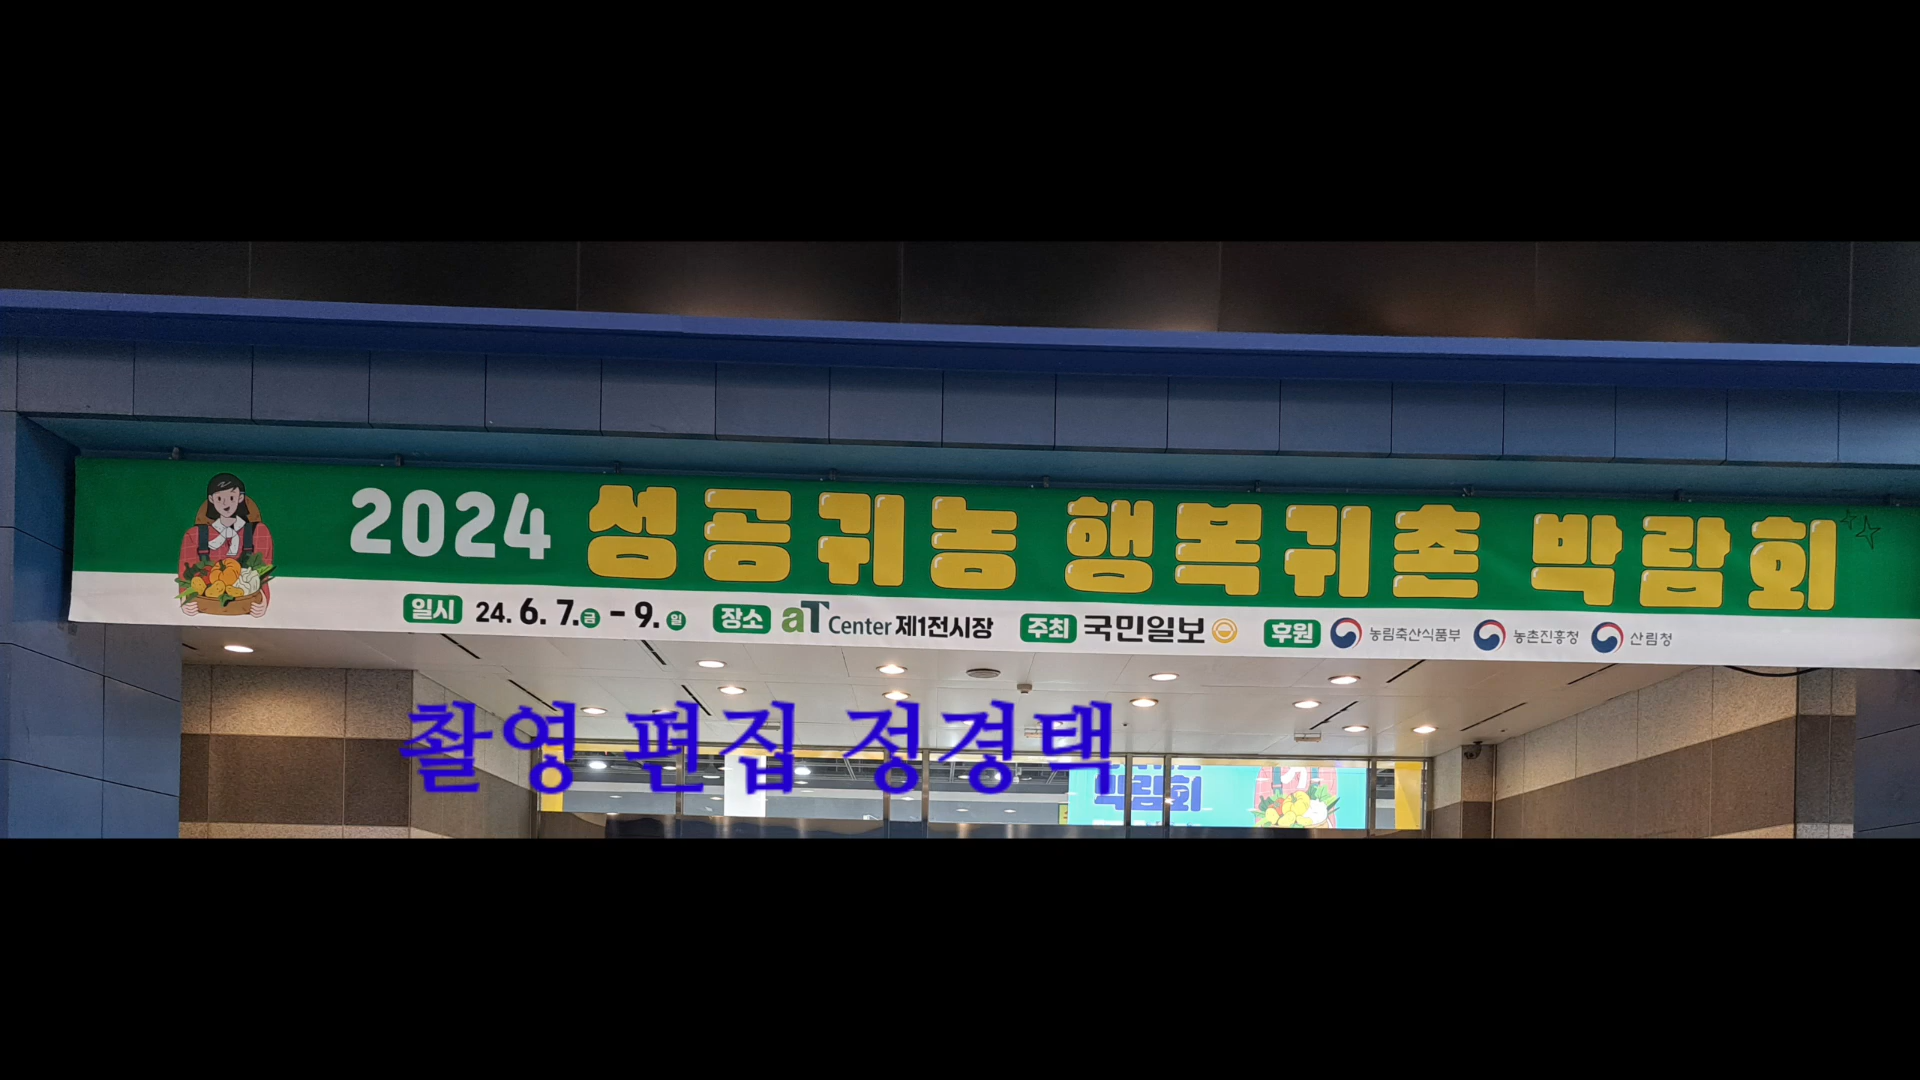 2024 성공귀농 행복귀촌 박람회
일시 24. 6. 7.금 - 9. 일 장소 aT Center 제1전시장 주최 국민일보 후원 농림축산식품부 농촌진흥청 산림청
촬영 편집 정경택
박람회